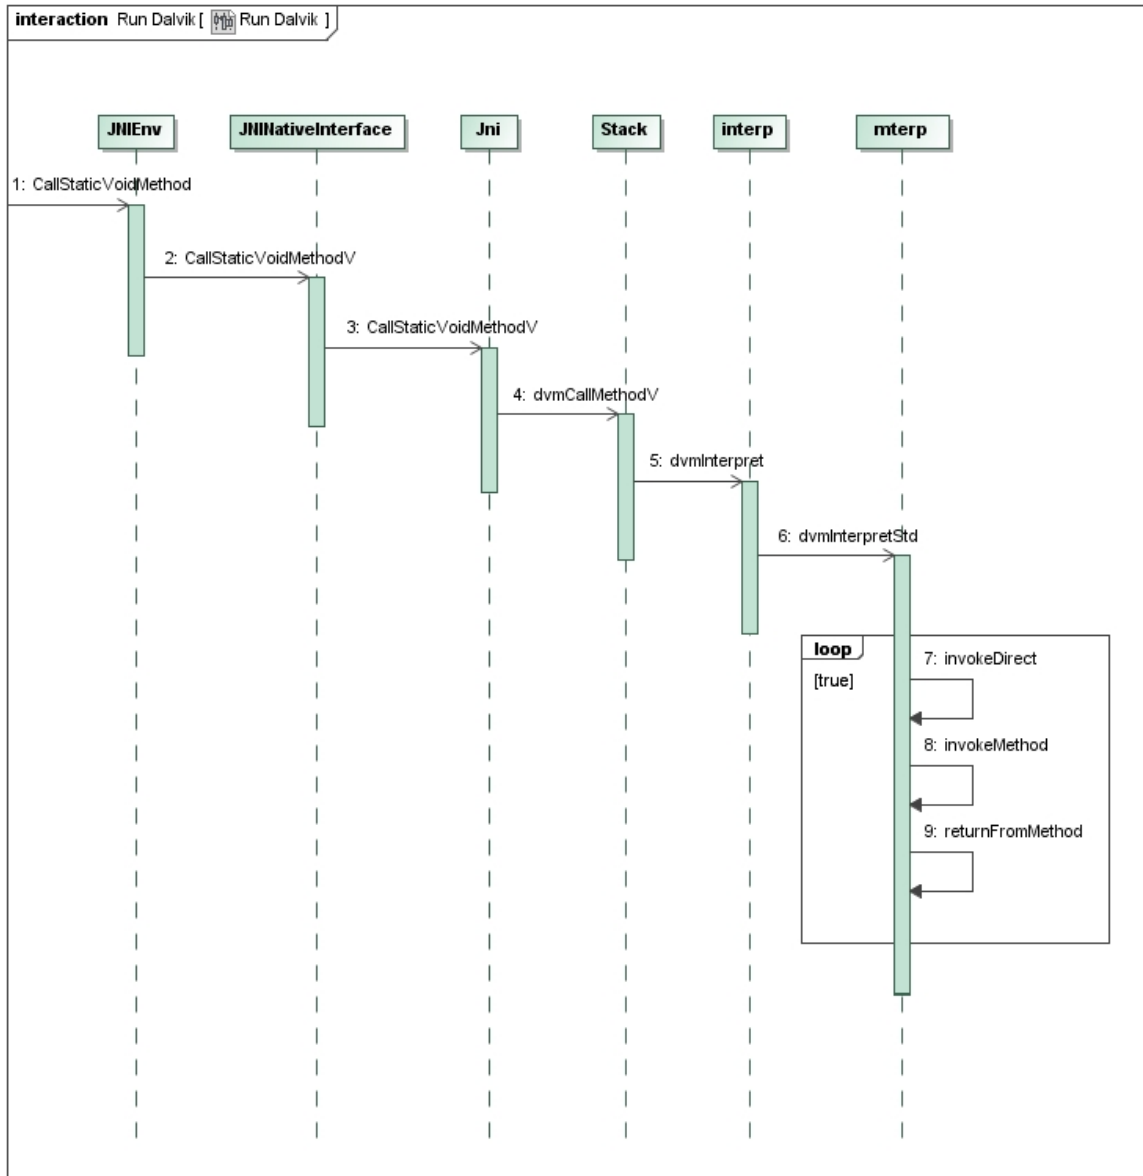 interaction Run Dalvik [ Run Dalvik ]
JNIEnv JNINativeInterface Jni Stack interp mterp
1: CallStaticVoidMethod
2: CallStaticVoidMethodV
3: CallStaticVoidMethodV
4: dvmCallMethodV
5: dvmInterpret
6: dvmInterpretStd
loop
7: invokeDirect
[true]
8: invokeMethod
9: returnFromMethod